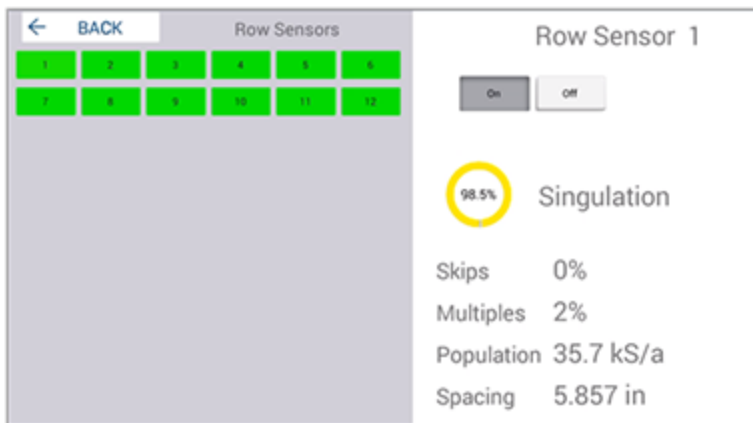 ← BACK Row Sensors
1 2 3 4 5 6
7 8 9 10 11 12
Row Sensor 1
On Off
98.5% Singulation
Skips 0%
Multiples 2%
Population 35.7 kS/a
Spacing 5.857 in